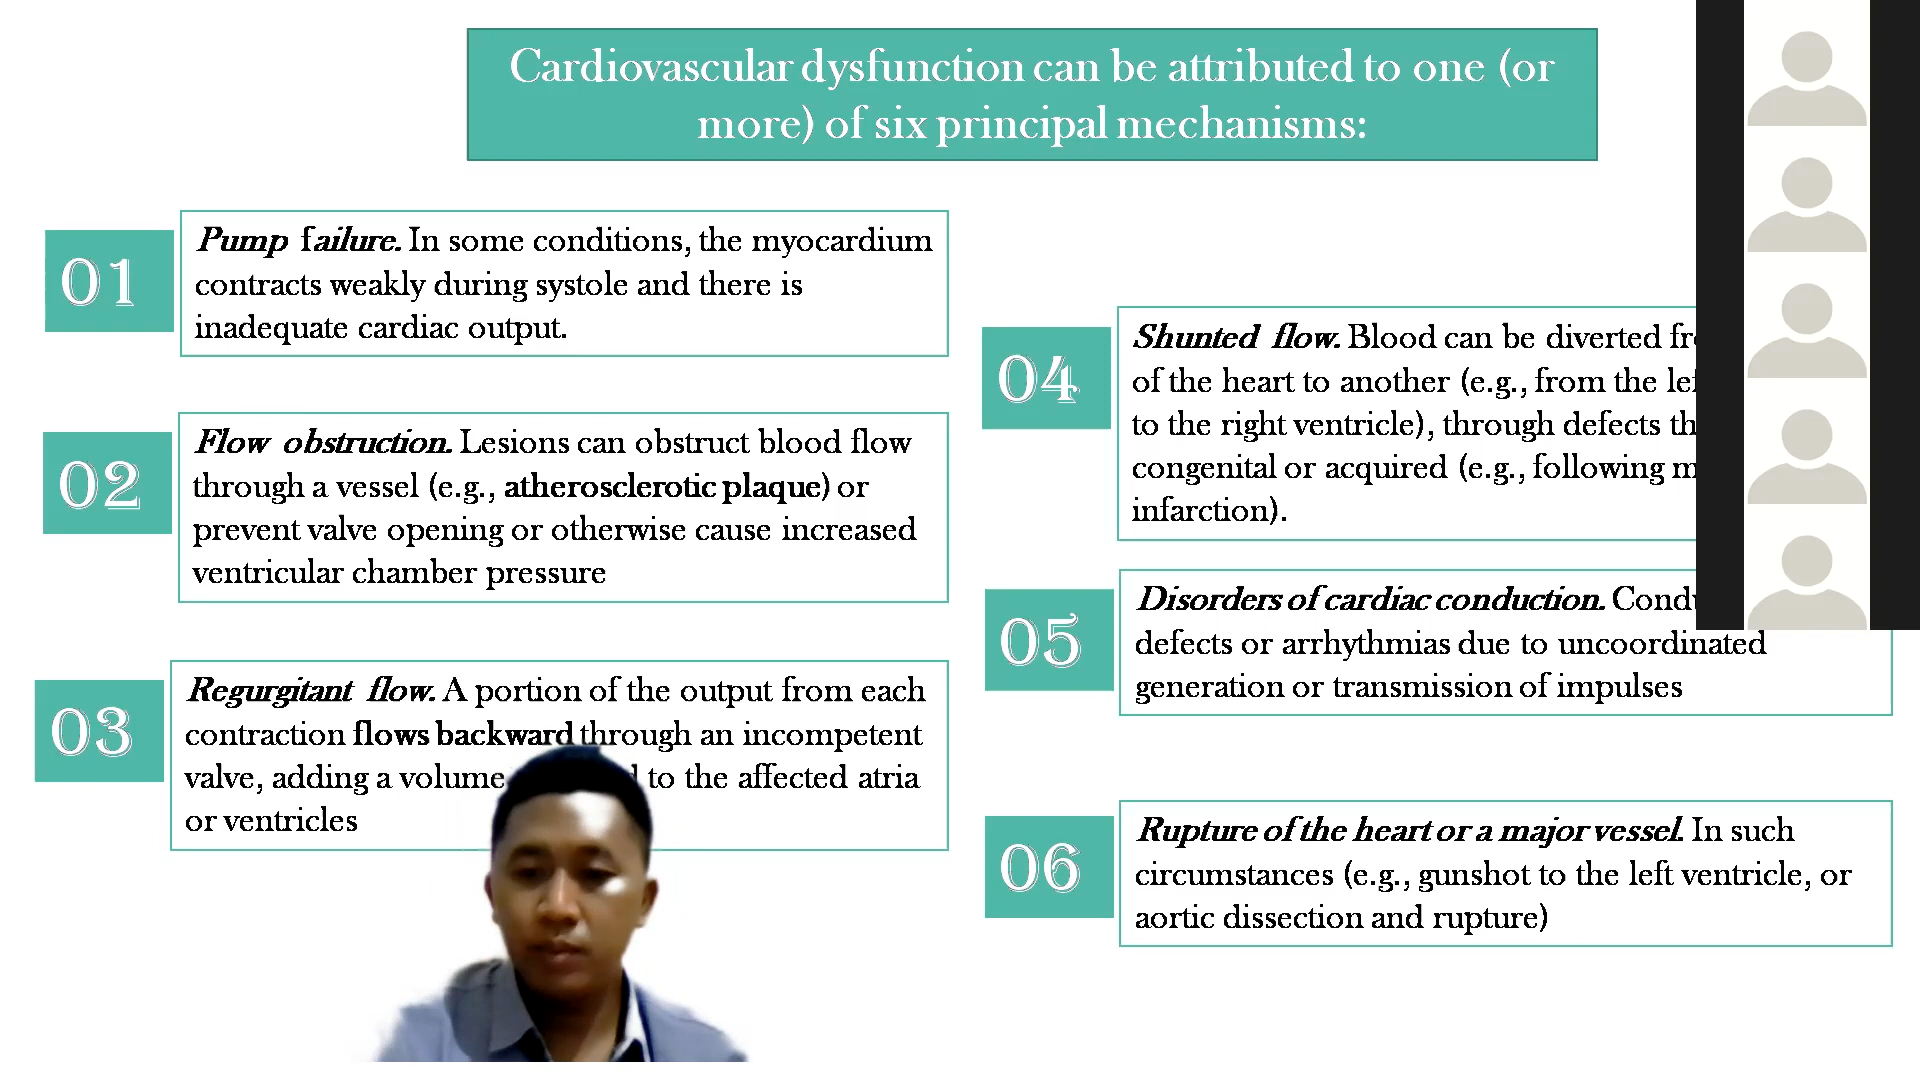 Cardiovascular dysfunction can be attributed to one (or
more) of six principal mechanisms:
01
Pump failure. In some conditions, the myocardium
contracts weakly during systole and there is
inadequate cardiac output.
02
Flow obstruction. Lesions can obstruct blood flow
through a vessel (e.g., atherosclerotic plaque) or
prevent valve opening or otherwise cause increased
ventricular chamber pressure
03
Regurgitant flow. A portion of the output from each
contraction flows backward through an incompetent
valve, adding a volume to the affected atria
or ventricles
04
Shunted flow. Blood can be diverted
of the heart to another (e.g., from the
to the right ventricle), through defects
congenital or acquired (e.g., following
infarction).
05
Disorders of cardiac conduction.
defects or arrhythmias due to uncoordinated
generation or transmission of impulses
06
Rupture of the heart or a major vessel. In such
circumstances (e.g., gunshot to the left ventricle, or
aortic dissection and rupture)